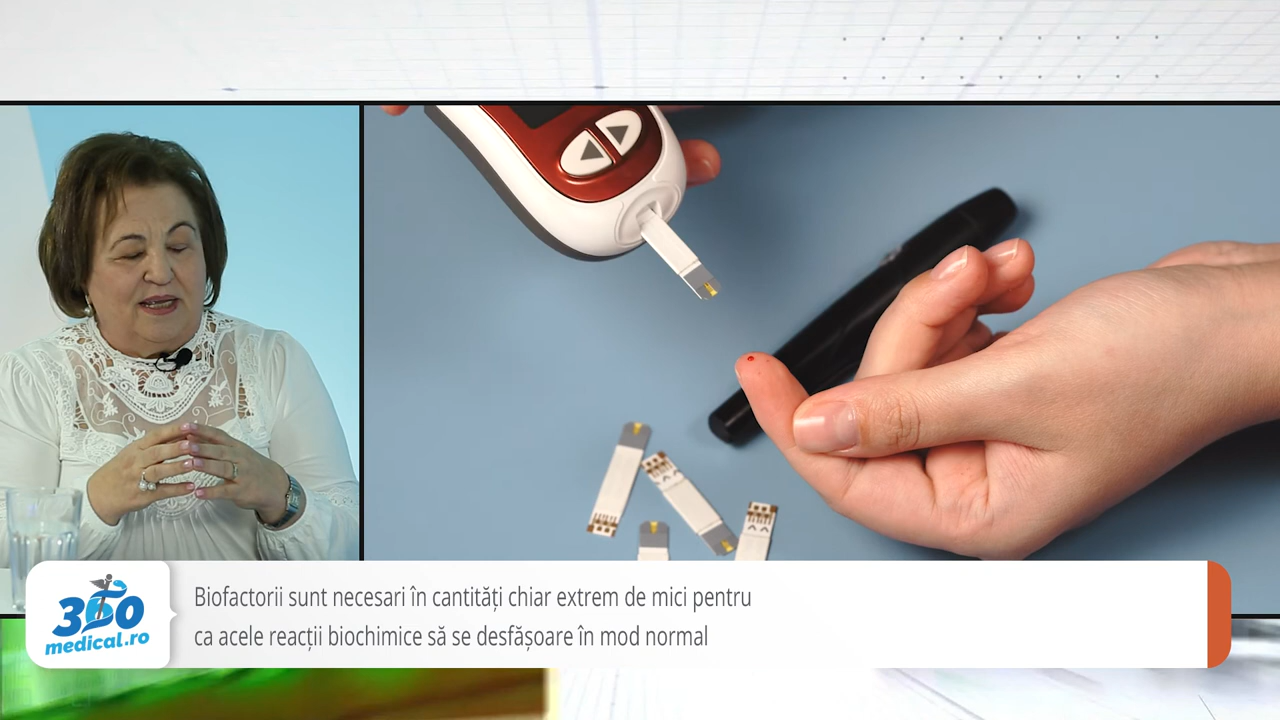 360
medical.ro
Biofactorii sunt necesari în cantități chiar extrem de mici pentru
ca acele reacții biochimice să se desfășoare în mod normal